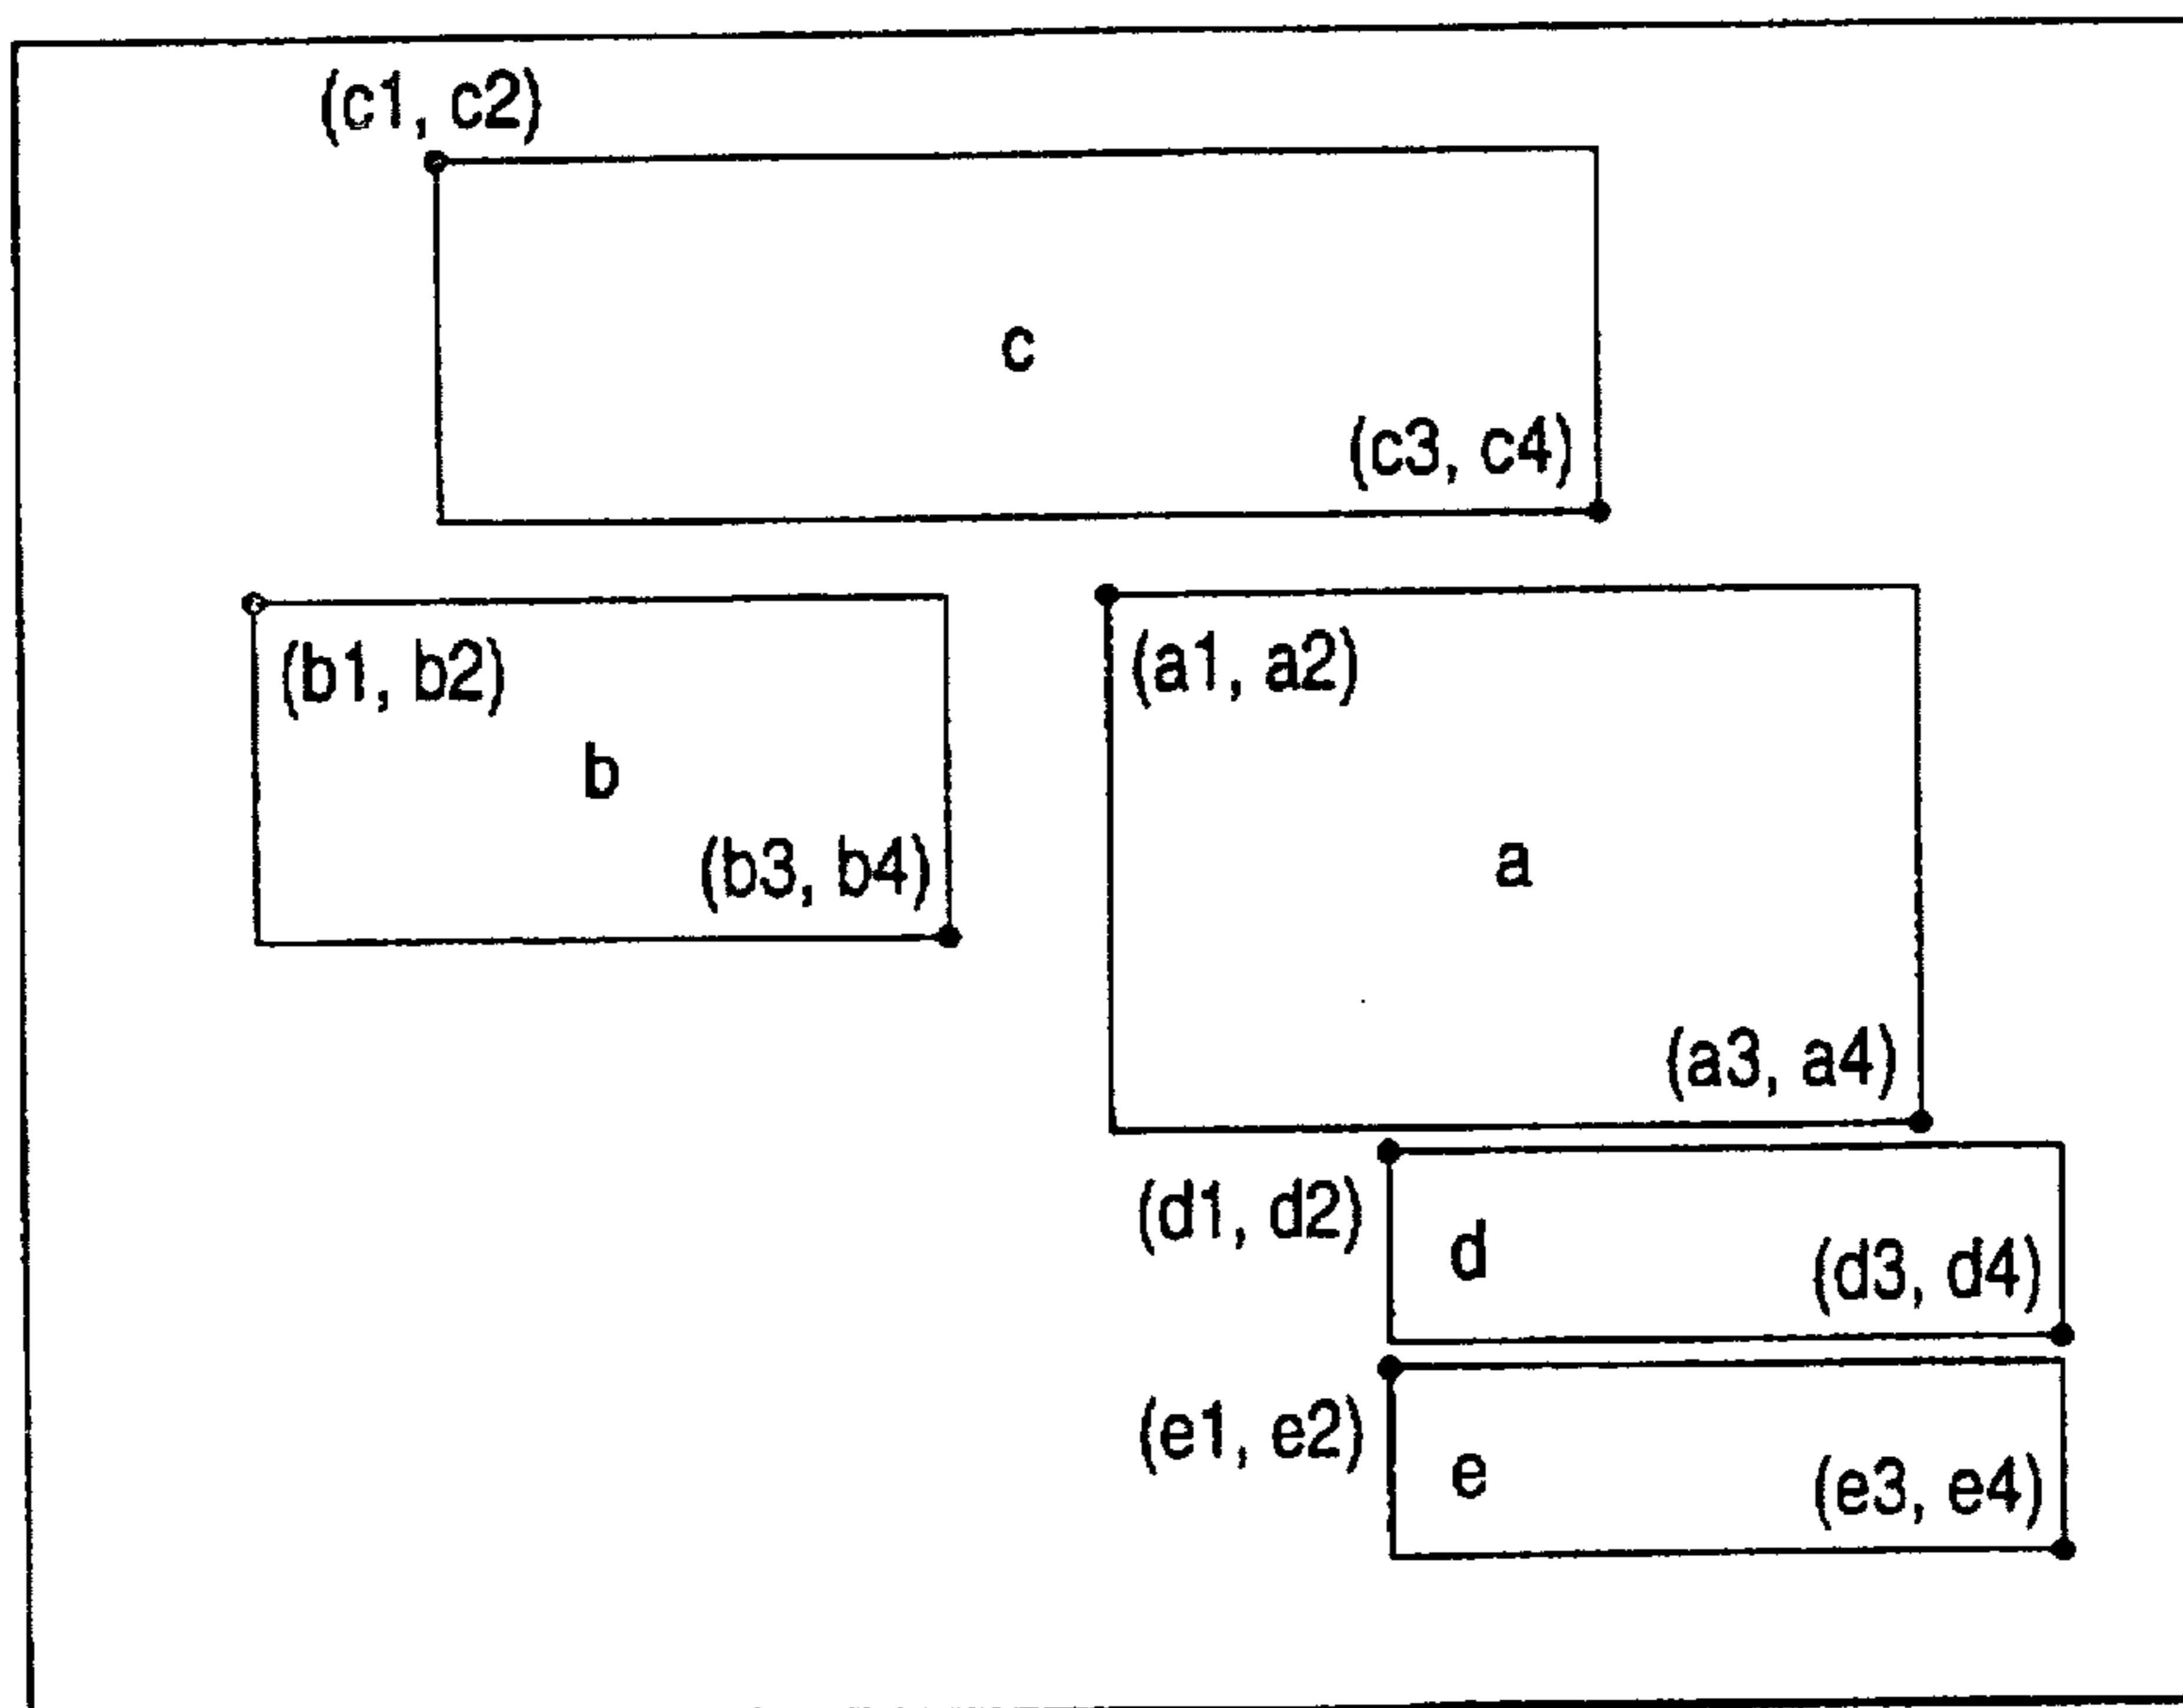 (c1, c2)
c
(c3, c4)
(b1, b2)
b
(b3, b4)
(a1, a2)
a
(a3, a4)
(d1, d2)
d
(d3, d4)
(e1, e2)
e
(e3, e4)